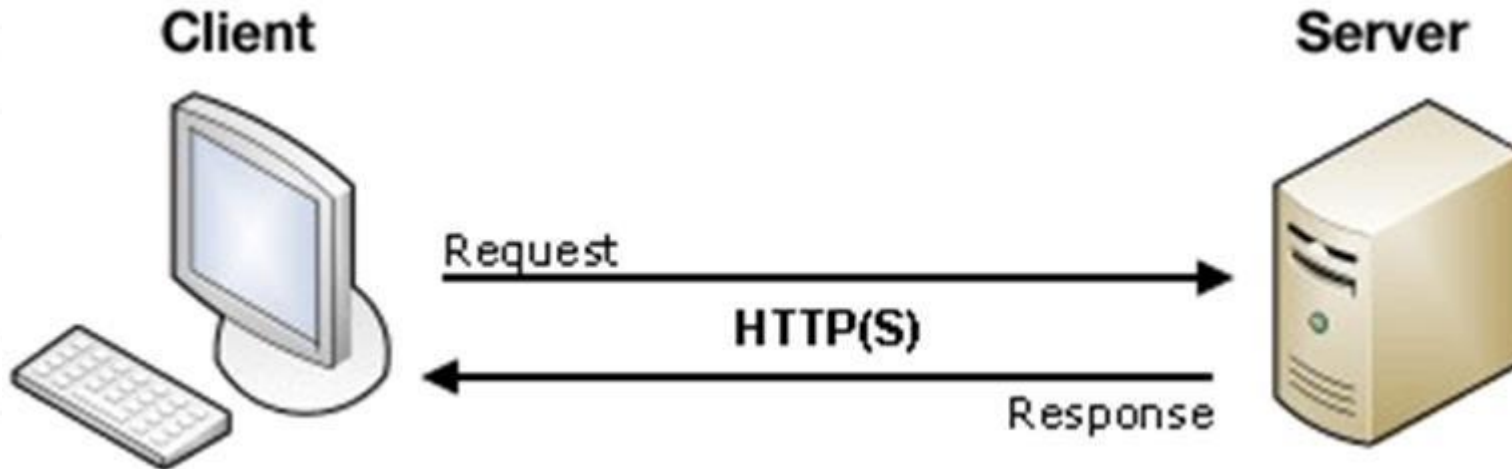 Client
Server
Request
HTTP(S)
Response